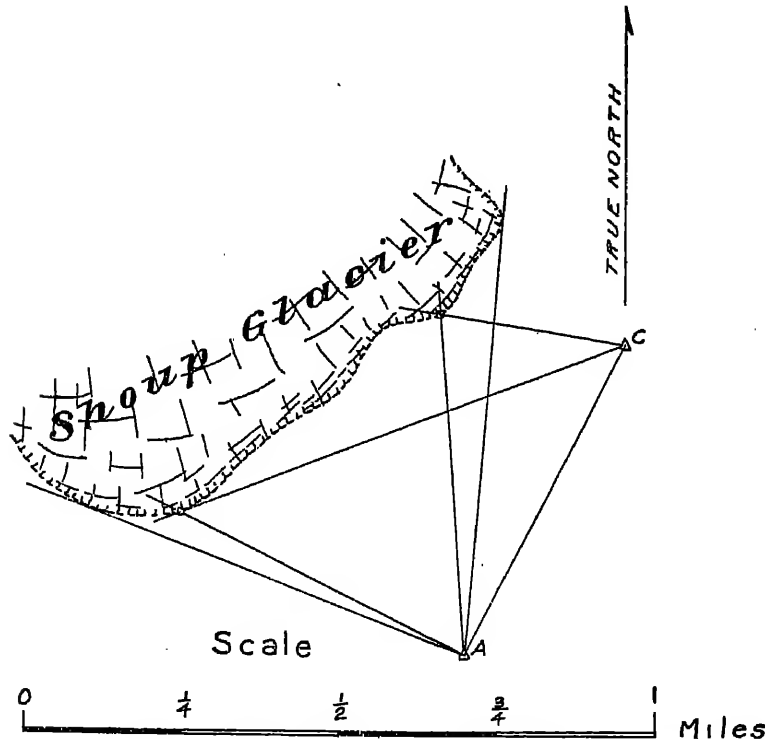 TRUE NORTH
Shoup Glacier
C
A
Scale
0 1/4 1/2 3/4 1 Miles